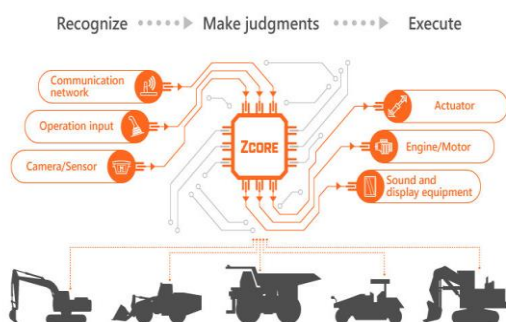 Recognize Make judgments Execute
Communication
network
Operation input
Camera/Sensor
ZCORE
Actuator
Engine/Motor
Sound and
display equipment